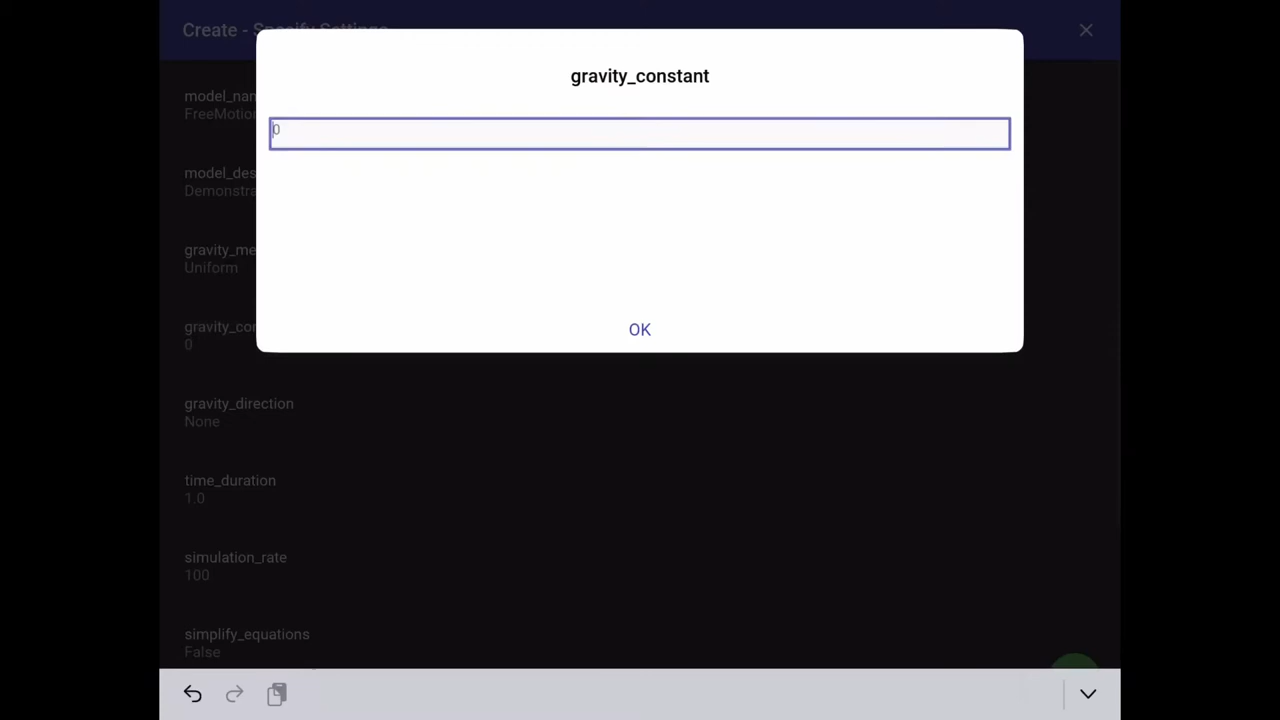 Create - Specify Settings
gravity_constant
0
OK
model_nam
FreeMotion
model_des
Demonstra
gravity_me
Uniform
gravity_con
0
gravity_direction
None
time_duration
1.0
simulation_rate
100
simplify_equations
False